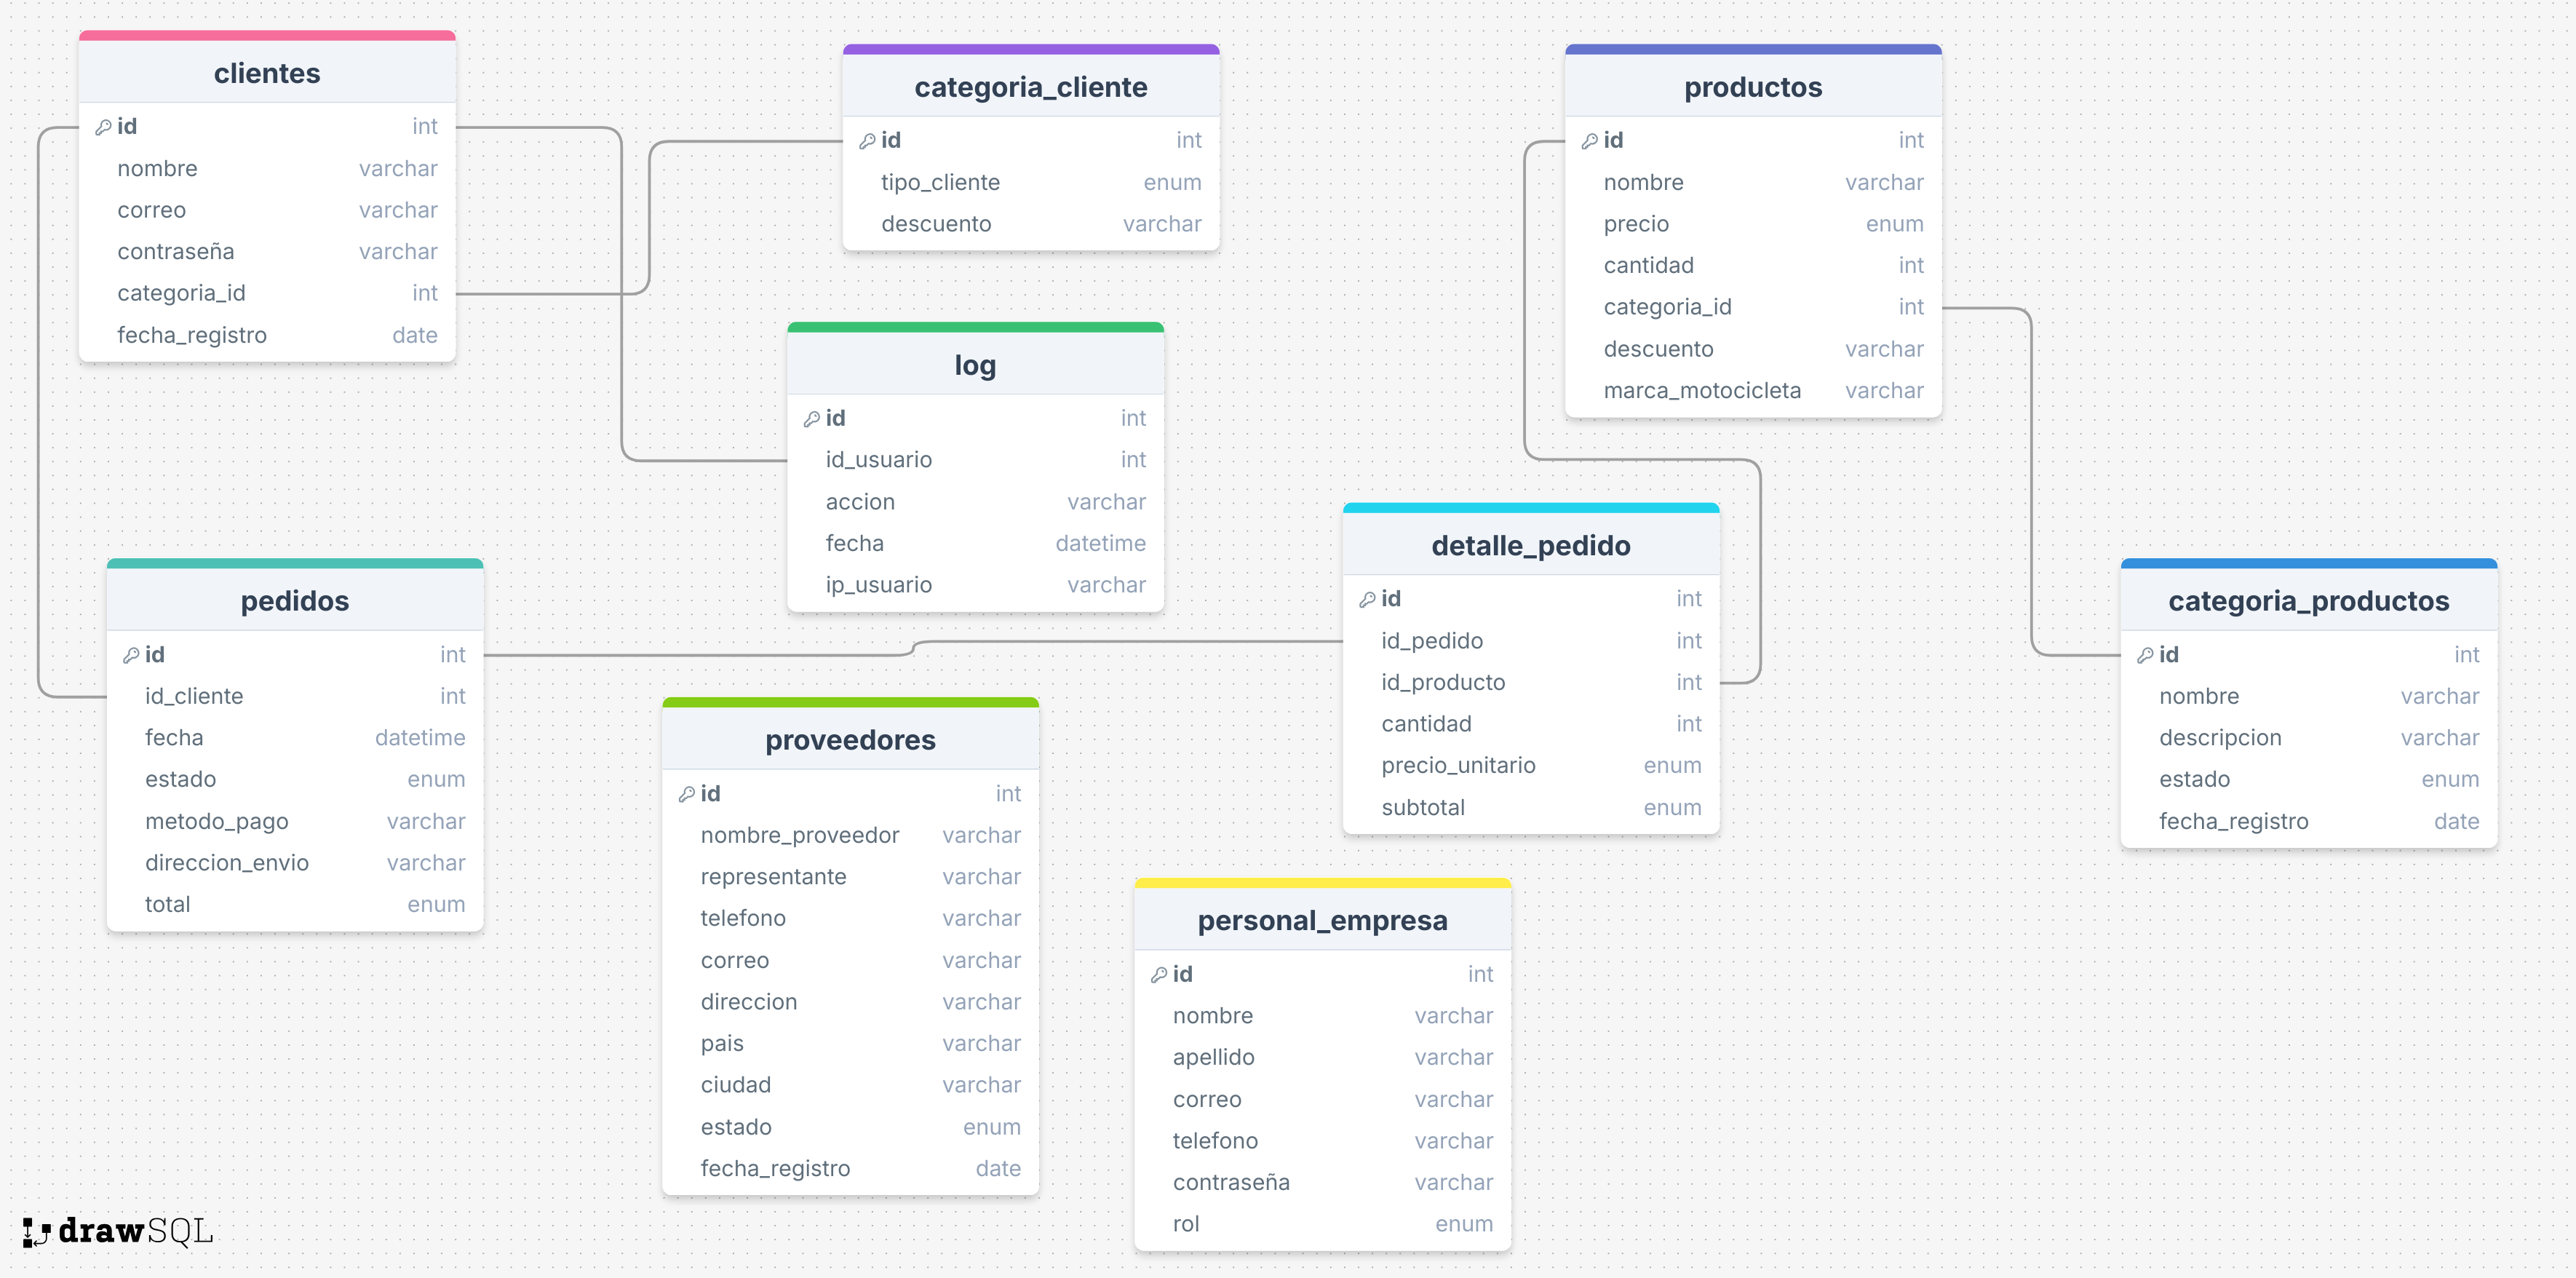 clientes
id int
nombre varchar
correo varchar
contraseña varchar
categoria_id int
fecha_registro date
categoria_cliente
id int
tipo_cliente enum
descuento varchar
productos
id int
nombre varchar
precio enum
cantidad int
categoria_id int
descuento varchar
marca_motocicleta varchar
log
id int
id_usuario int
accion varchar
fecha datetime
ip_usuario varchar
detalle_pedido
id int
id_pedido int
id_producto int
cantidad int
precio_unitario enum
subtotal enum
pedidos
id int
id_cliente int
fecha datetime
estado enum
metodo_pago varchar
direccion_envio varchar
total enum
categoria_productos
id int
nombre varchar
descripcion varchar
estado enum
fecha_registro date
proveedores
id int
nombre_proveedor varchar
representante varchar
telefono varchar
correo varchar
direccion varchar
pais varchar
ciudad varchar
estado enum
fecha_registro date
personal_empresa
id int
nombre varchar
apellido varchar
correo varchar
telefono varchar
contraseña varchar
rol enum
drawSQL